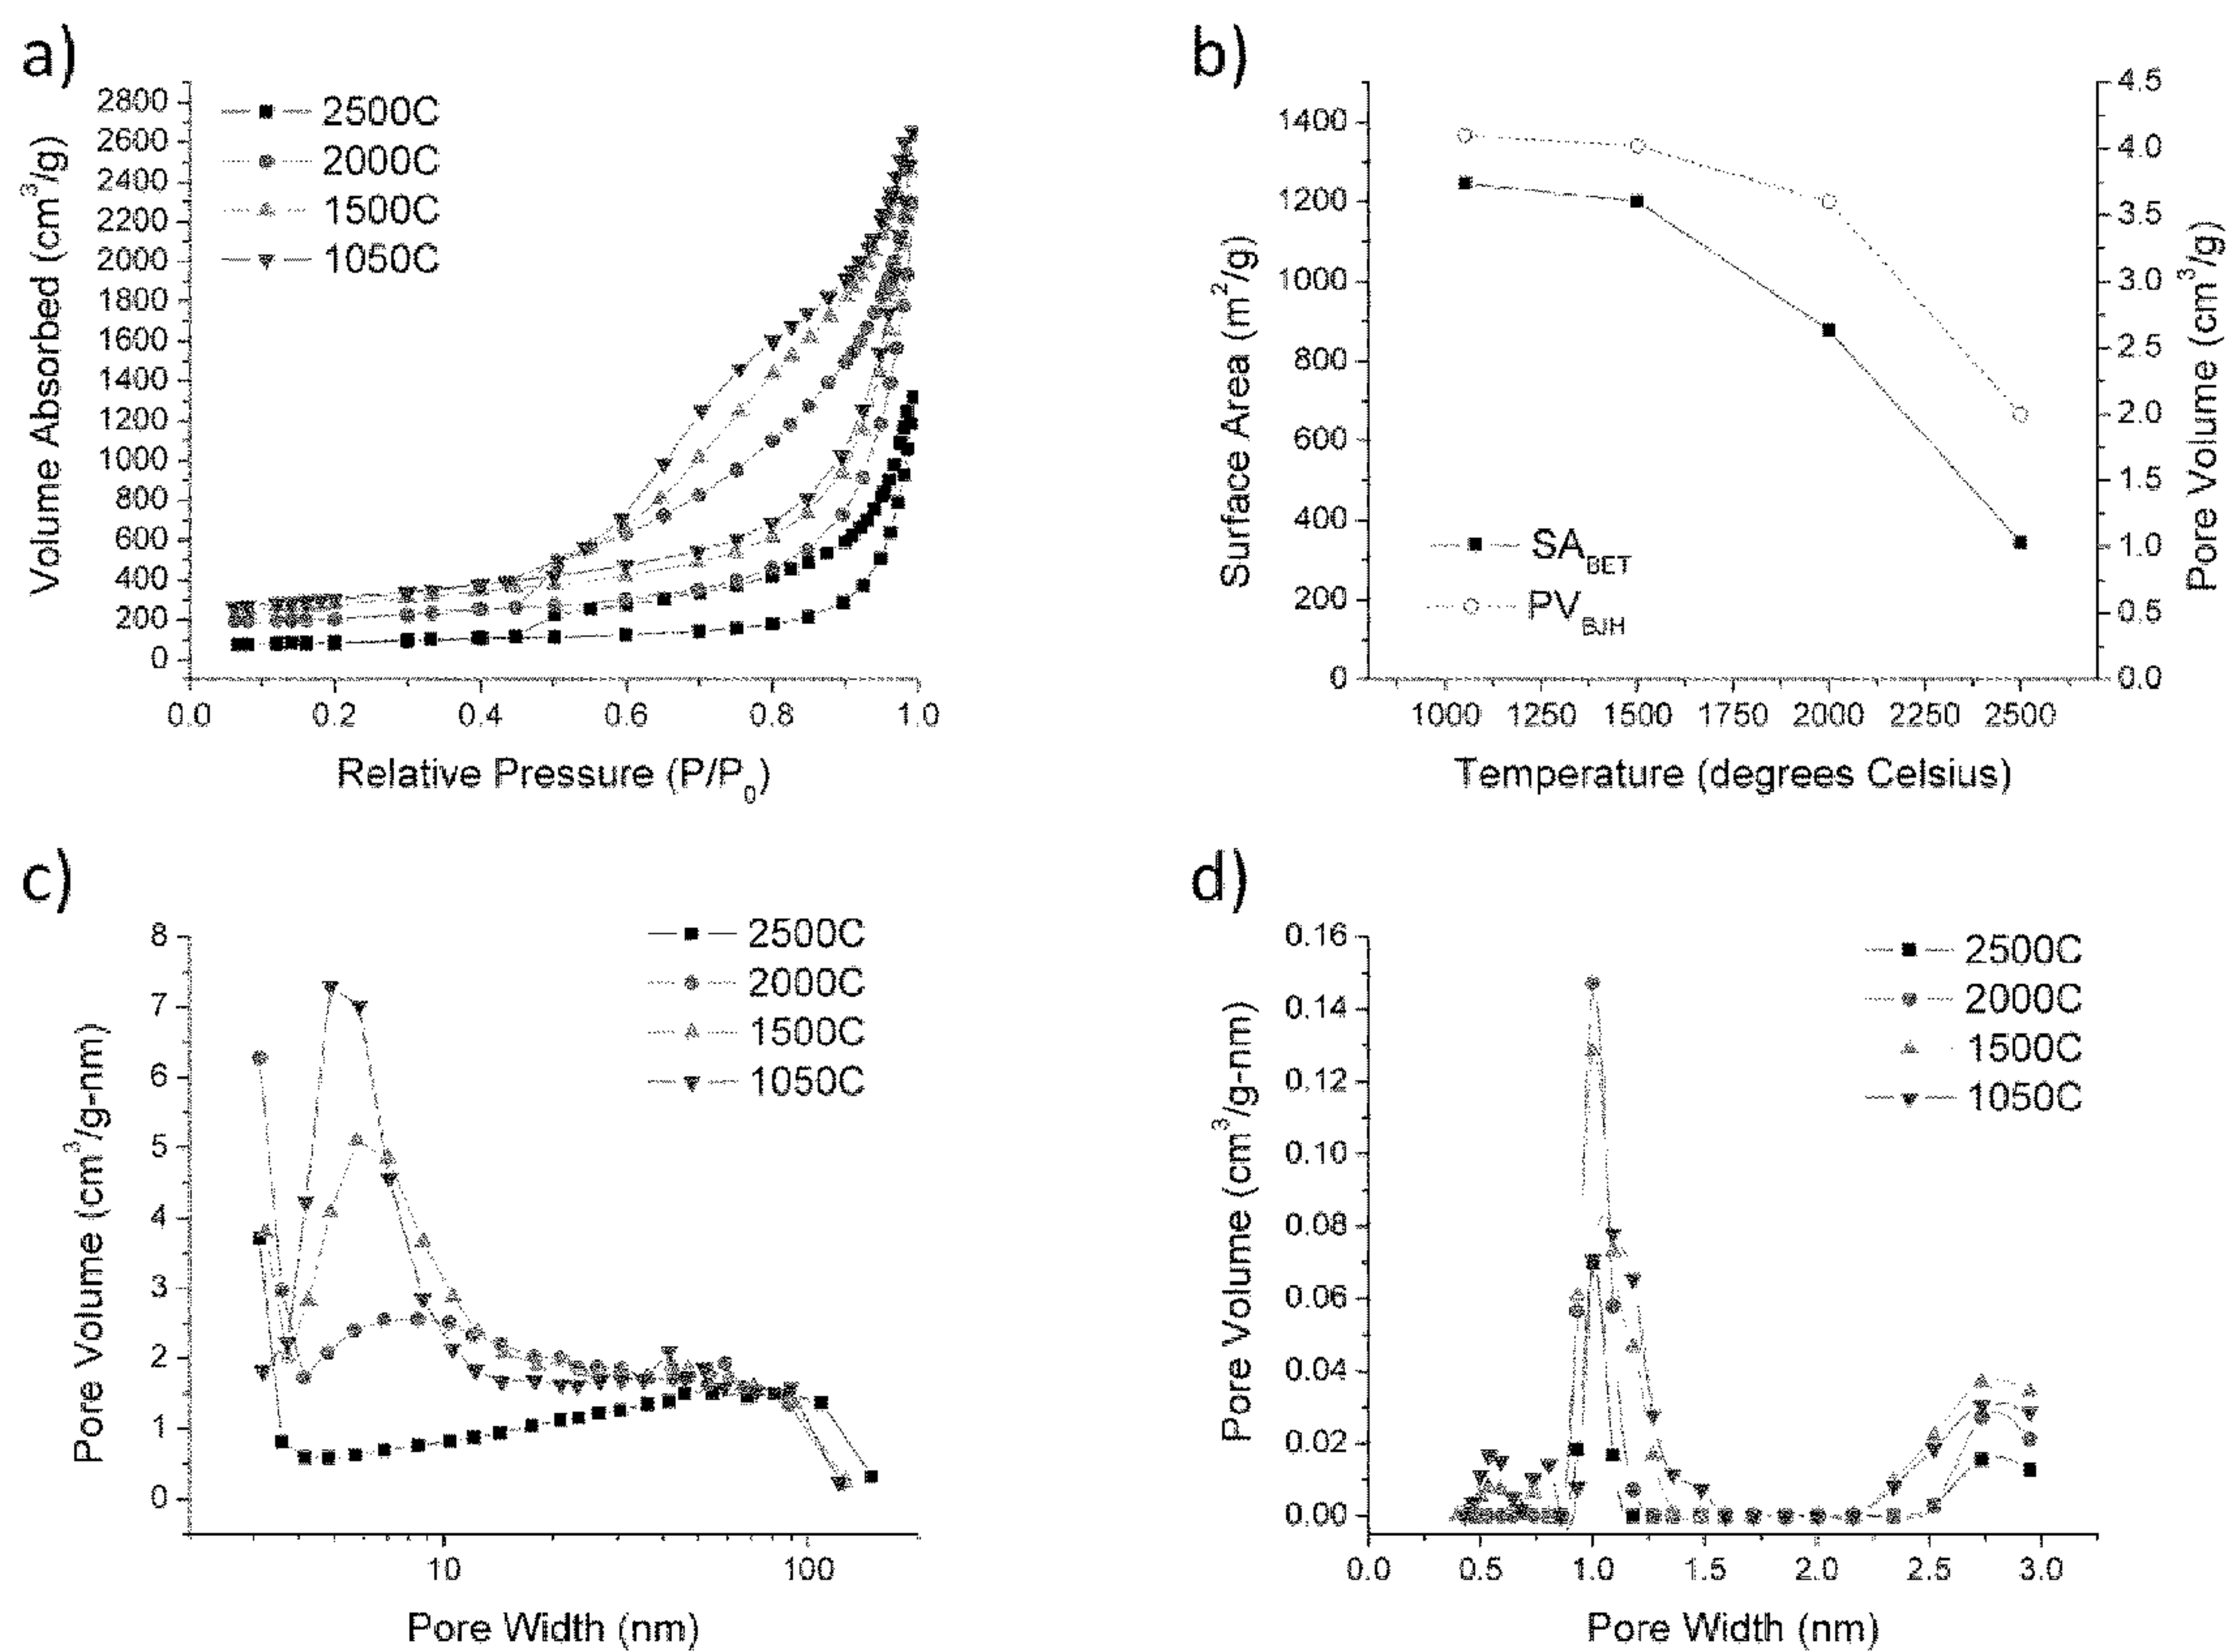 a)
Volume Absorbed (cm³/g)
2800
2600
2400
2200
2000
1800
1600
1400
1200
1000
800
600
400
200
0
2500C
2000C
1500C
1050C
0.0 0.2 0.4 0.6 0.8 1.0
Relative Pressure (P/P₀)
b)
Surface Area (m²/g)
1400
1200
1000
800
600
400
200
0
SA_BET
PV_BJH
4.5
4.0
3.5
3.0
2.5
2.0
1.5
1.0
0.5
0.0
Pore Volume (cm³/g)
1000 1250 1500 1750 2000 2250 2500
Temperature (degrees Celsius)
c)
Pore Volume (cm³/g-nm)
8
7
6
5
4
3
2
1
0
2500C
2000C
1500C
1050C
10 100
Pore Width (nm)
d)
Pore Volume (cm³/g-nm)
0.16
0.14
0.12
0.10
0.08
0.06
0.04
0.02
0.00
2500C
2000C
1500C
1050C
0.0 0.5 1.0 1.5 2.0 2.5 3.0
Pore Width (nm)